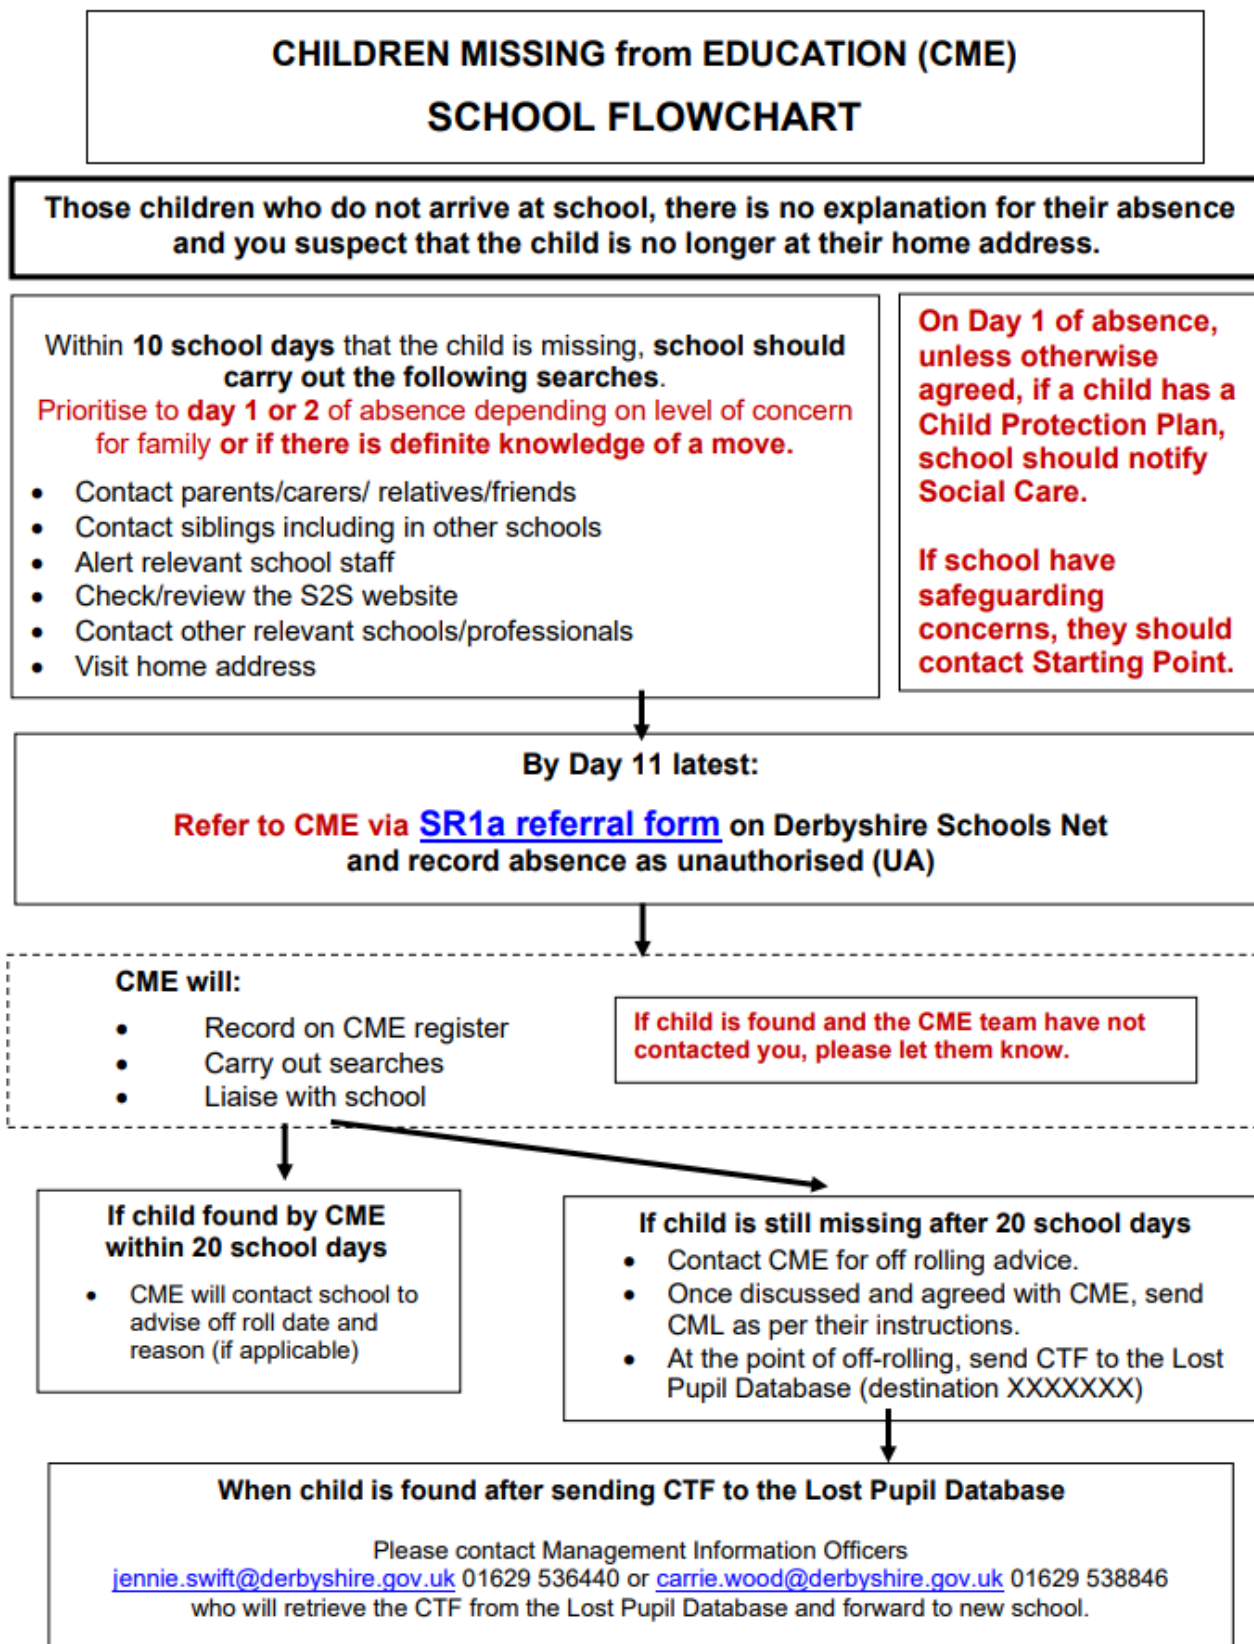 CHILDREN MISSING from EDUCATION (CME)
SCHOOL FLOWCHART
Those children who do not arrive at school, there is no explanation for their absence
and you suspect that the child is no longer at their home address.
Within 10 school days that the child is missing, school should
carry out the following searches.
Prioritise to day 1 or 2 of absence depending on level of concern
for family or if there is definite knowledge of a move.
• Contact parents/carers/ relatives/friends
• Contact siblings including in other schools
• Alert relevant school staff
• Check/review the S2S website
• Contact other relevant schools/professionals
• Visit home address
On Day 1 of absence,
unless otherwise
agreed, if a child has a
Child Protection Plan,
school should notify
Social Care.
If school have
safeguarding
concerns, they should
contact Starting Point.
By Day 11 latest:
Refer to CME via SR1a referral form on Derbyshire Schools Net
and record absence as unauthorised (UA)
CME will:
• Record on CME register
• Carry out searches
• Liaise with school
If child is found and the CME team have not
contacted you, please let them know.
If child found by CME
within 20 school days
• CME will contact school to
advise off roll date and
reason (if applicable)
If child is still missing after 20 school days
• Contact CME for off rolling advice.
• Once discussed and agreed with CME, send
CML as per their instructions.
• At the point of off-rolling, send CTF to the Lost
Pupil Database (destination XXXXXXX)
When child is found after sending CTF to the Lost Pupil Database
Please contact Management Information Officers
jennie.swift@derbyshire.gov.uk 01629 536440 or carrie.wood@derbyshire.gov.uk 01629 538846
who will retrieve the CTF from the Lost Pupil Database and forward to new school.